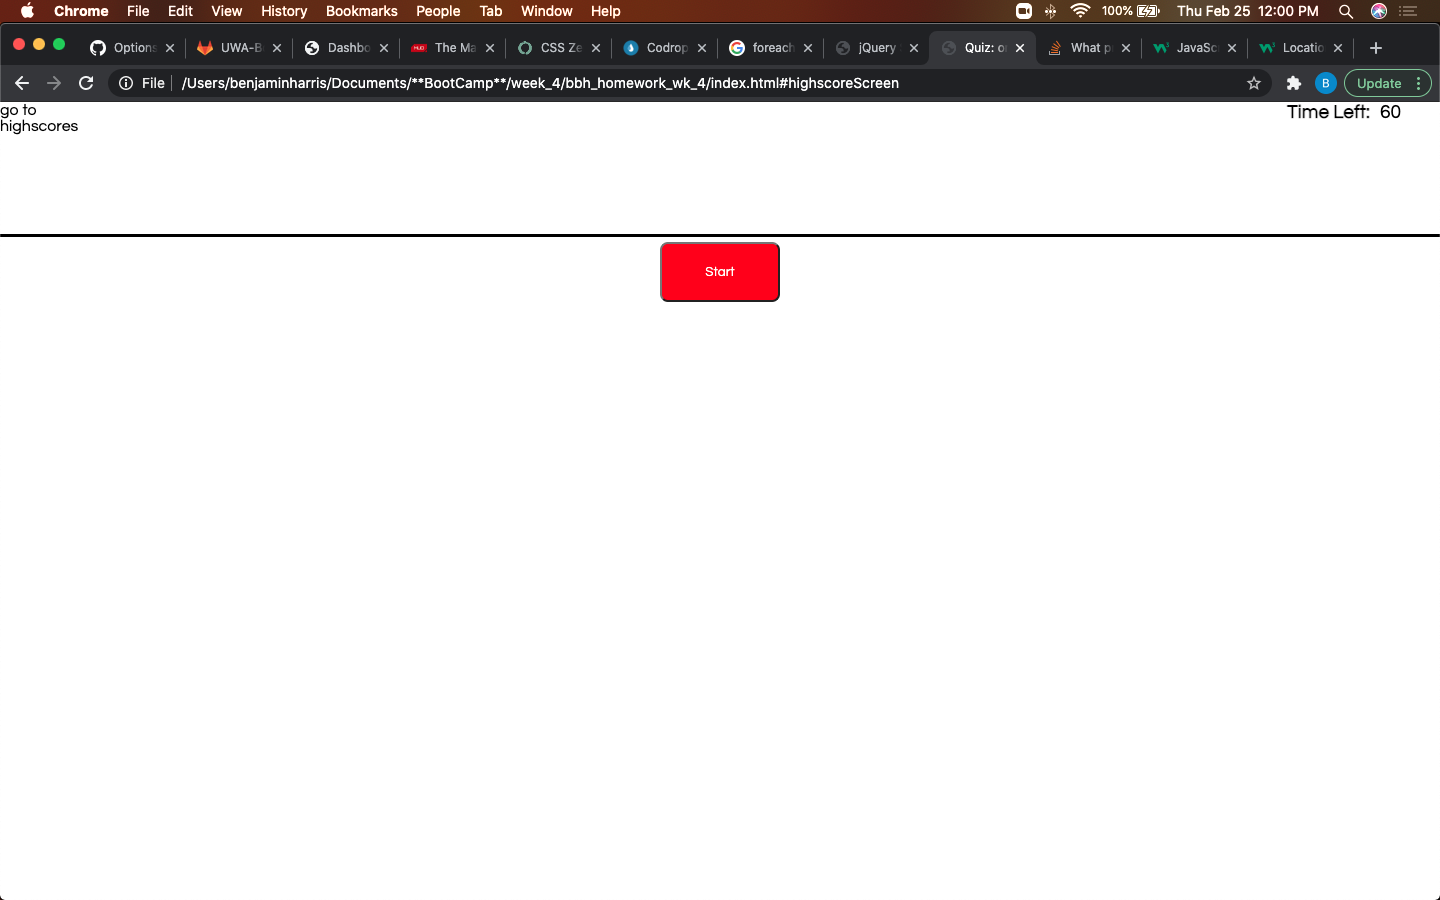 Chrome File Edit View History Bookmarks People Tab Window Help 100% Thu Feb 25 12:00 PM
Options UWA-B Dashbo HUD The Ma CSS Ze Codrop foreach jQuery Quiz: o What p JavaSc Locatio
File /Users/benjaminharris/Documents/**BootCamp**/week_4/bbh_homework_wk_4/index.html#highscoreScreen B Update
go to
highscores
Time Left: 60
Start